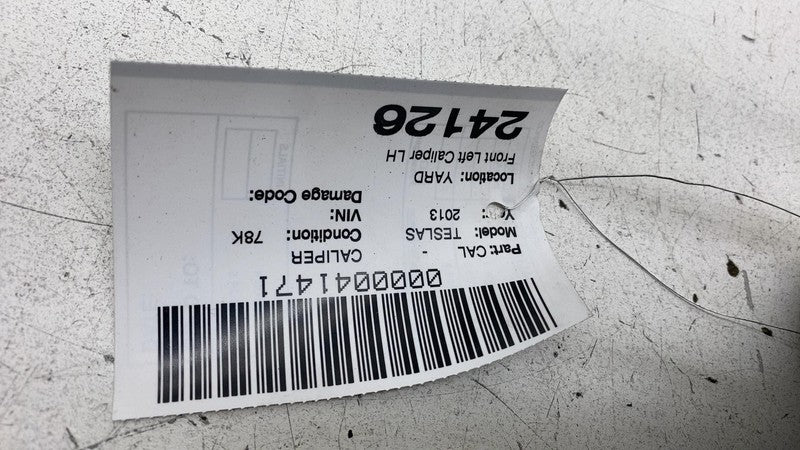 0000041471
Part: CAL - CALIPER
Model: TESLAS Condition: 78K
Year: 2013 VIN:
Damage Code:
Location: YARD
Front Left Caliper LH
24126